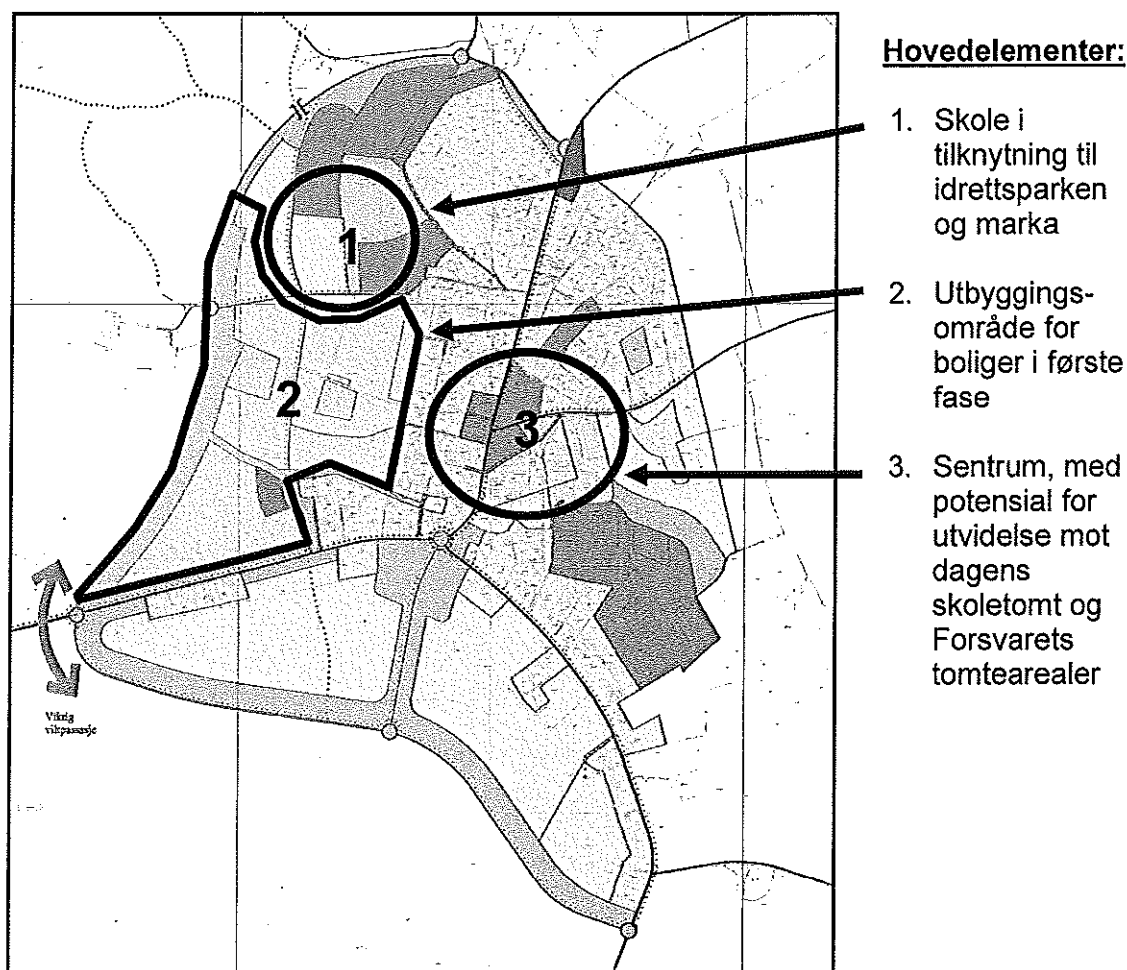 Hovedelementer:
1. Skole i
tilknytning til
idrettsparken
og marka
2. Utbyggings-
område for
boliger i første
fase
3. Sentrum, med
potensial for
utvidelse mot
dagens
skoletomt og
Forsvarets
tomtearealer
1
2
3
Viktig
viltpassasje